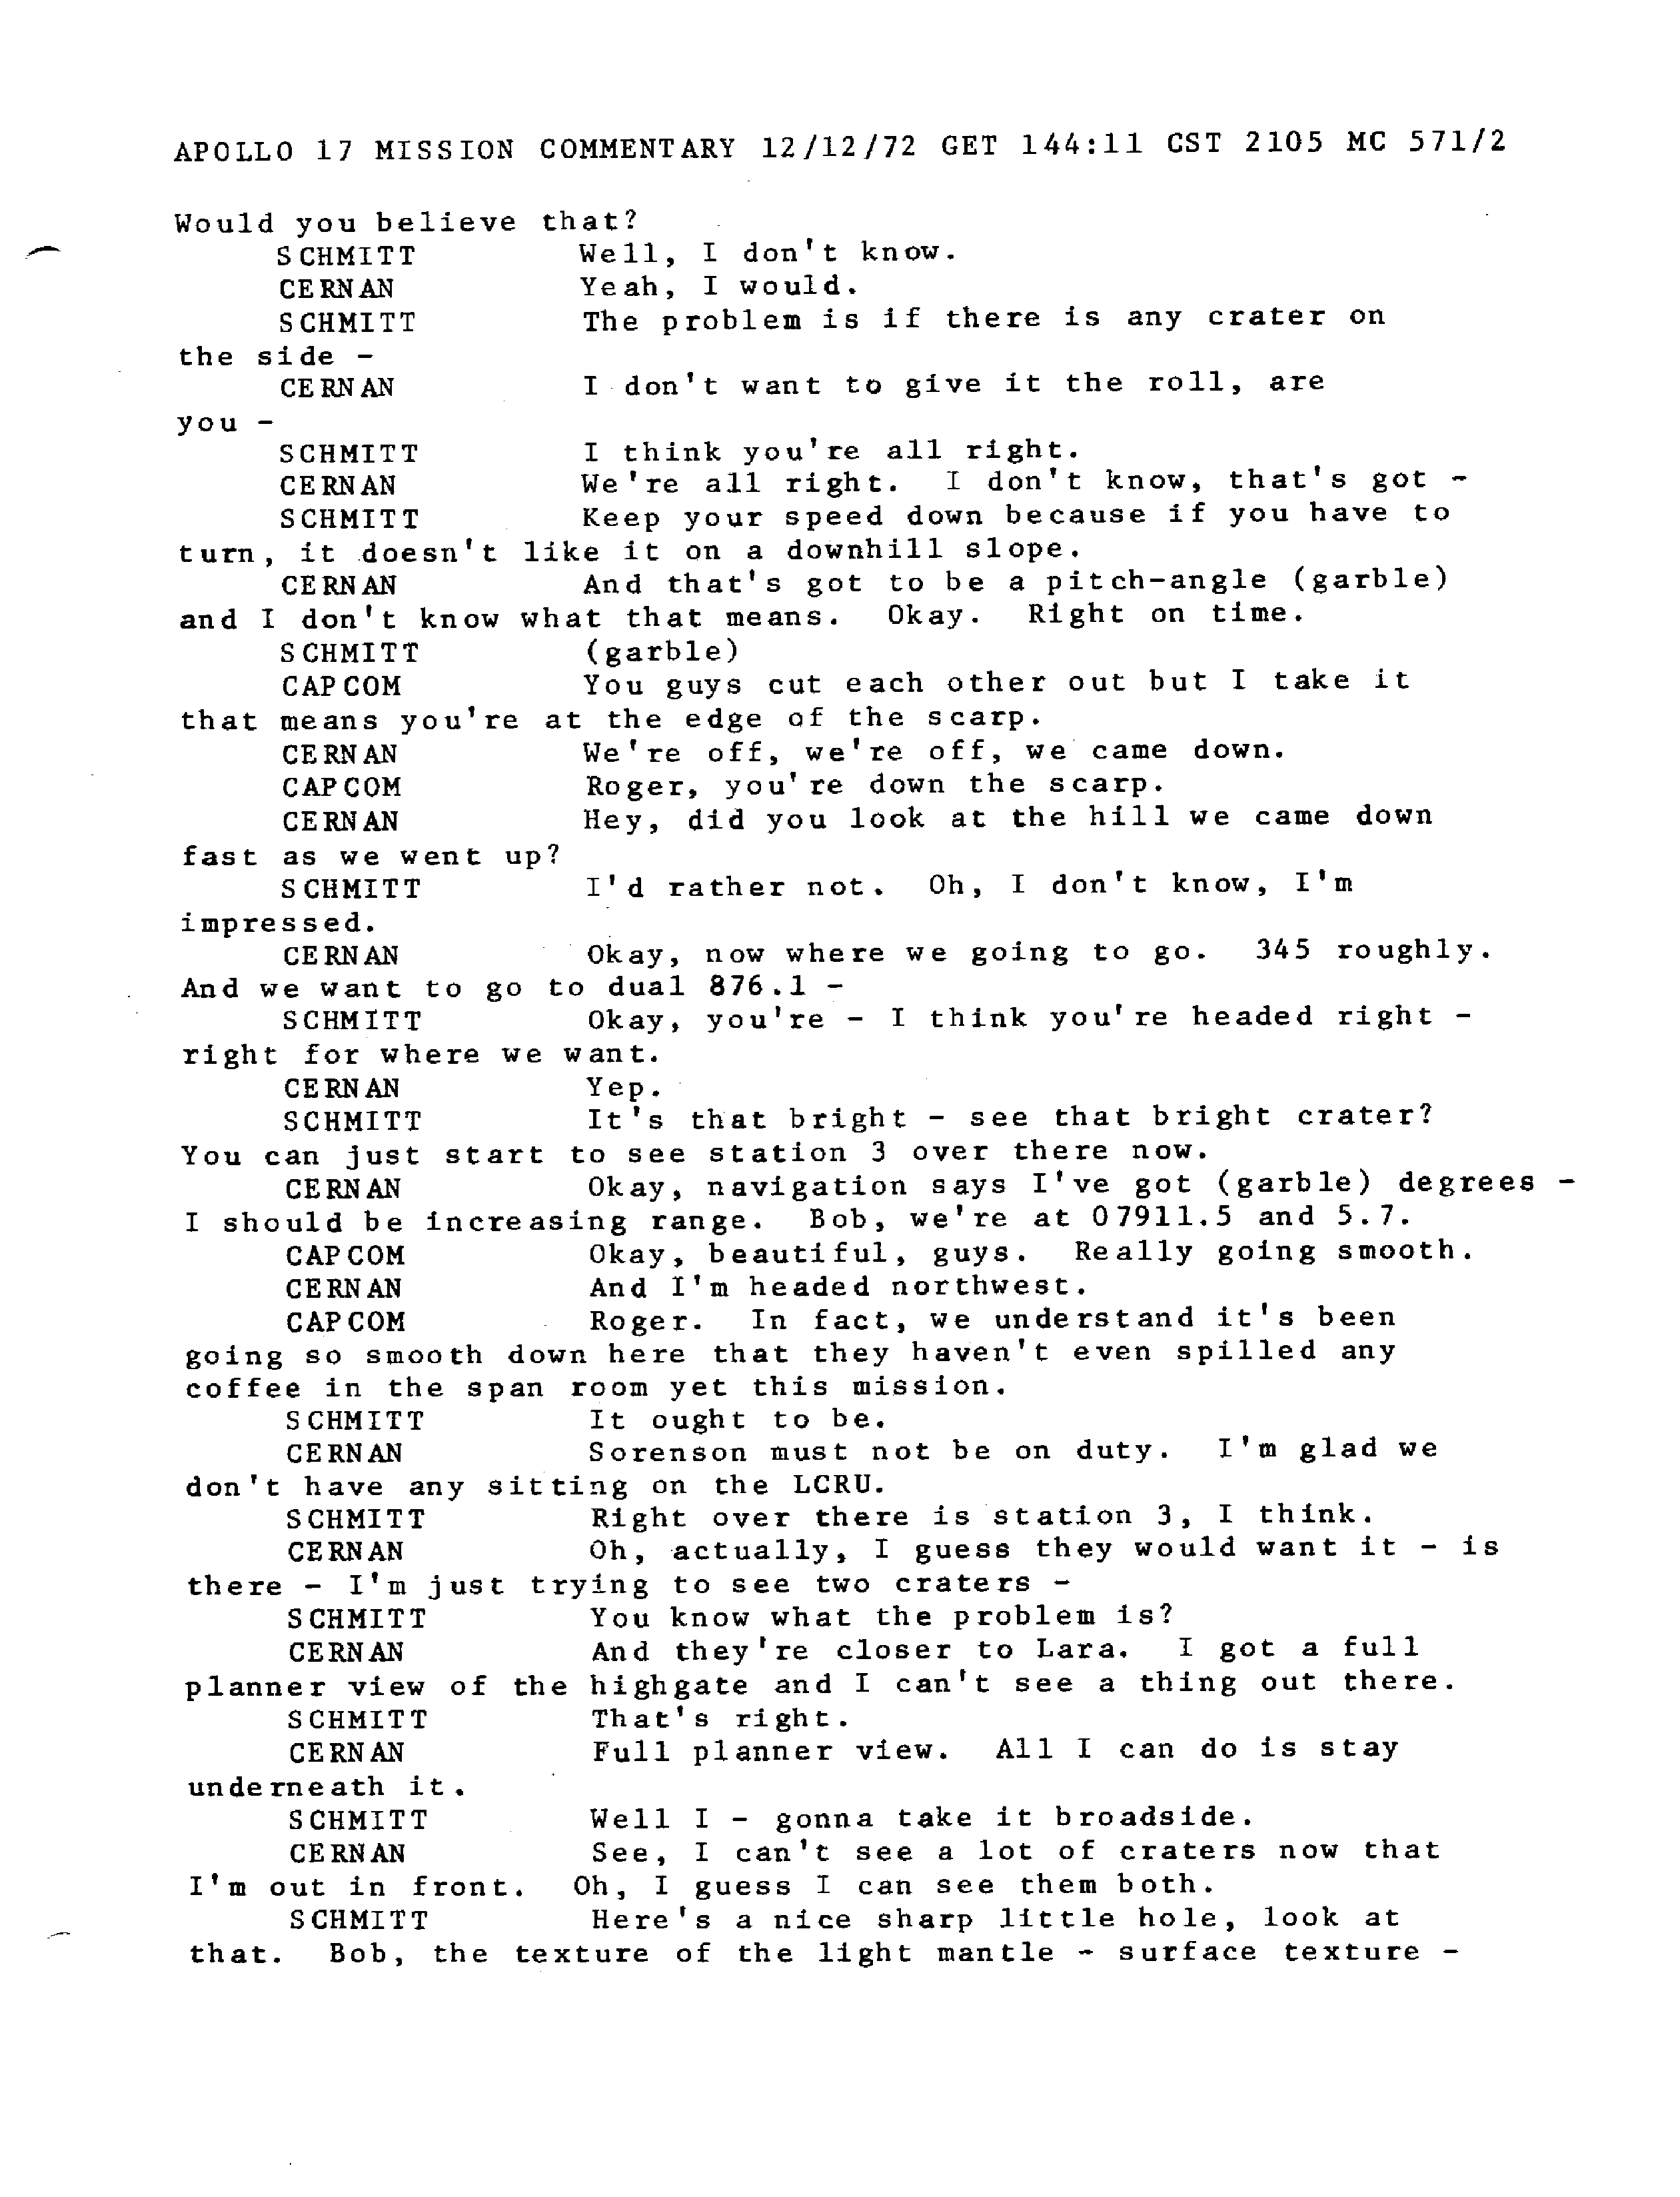 APOLLO 17 MISSION COMMENTARY 12/12/72 GET 144:11 CST 2105 MC 571/2
Would you believe that?
SCHMITT Well, I don't know.
CERNAN Yeah, I would.
SCHMITT The problem is if there is any crater on
the side -
CERNAN I don't want to give it the roll, are
you -
SCHMITT I think you're all right.
CERNAN We're all right. I don't know, that's got -
SCHMITT Keep your speed down because if you have to
turn, it doesn't like it on a downhill slope.
CERNAN And that's got to be a pitch-angle (garble)
and I don't know what that means. Okay. Right on time.
SCHMITT (garble)
CAPCOM You guys cut each other out but I take it
that means you're at the edge of the scarp.
CERNAN We're off, we're off, we came down.
CAPCOM Roger, you're down the scarp.
CERNAN Hey, did you look at the hill we came down
fast as we went up?
SCHMITT I'd rather not. Oh, I don't know, I'm
impressed.
CERNAN Okay, now where we going to go. 345 roughly.
And we want to go to dual 876.1 -
SCHMITT Okay, you're - I think you're headed right -
right for where we want.
CERNAN Yep.
SCHMITT It's that bright - see that bright crater?
You can just start to see station 3 over there now.
CERNAN Okay, navigation says I've got (garble) degrees -
I should be increasing range. Bob, we're at 07911.5 and 5.7.
CAPCOM Okay, beautiful, guys. Really going smooth.
CERNAN And I'm headed northwest.
CAPCOM Roger. In fact, we understand it's been
going so smooth down here that they haven't even spilled any
coffee in the span room yet this mission.
SCHMITT It ought to be.
CERNAN Sorenson must not be on duty. I'm glad we
don't have any sitting on the LCRU.
SCHMITT Right over there is station 3, I think.
CERNAN Oh, actually, I guess they would want it - is
there - I'm just trying to see two craters -
SCHMITT You know what the problem is?
CERNAN And they're closer to Lara. I got a full
planner view of the highgate and I can't see a thing out there.
SCHMITT That's right.
CERNAN Full planner view. All I can do is stay
underneath it.
SCHMITT Well I - gonna take it broadside.
CERNAN See, I can't see a lot of craters now that
I'm out in front. Oh, I guess I can see them both.
SCHMITT Here's a nice sharp little hole, look at
that. Bob, the texture of the light mantle - surface texture -